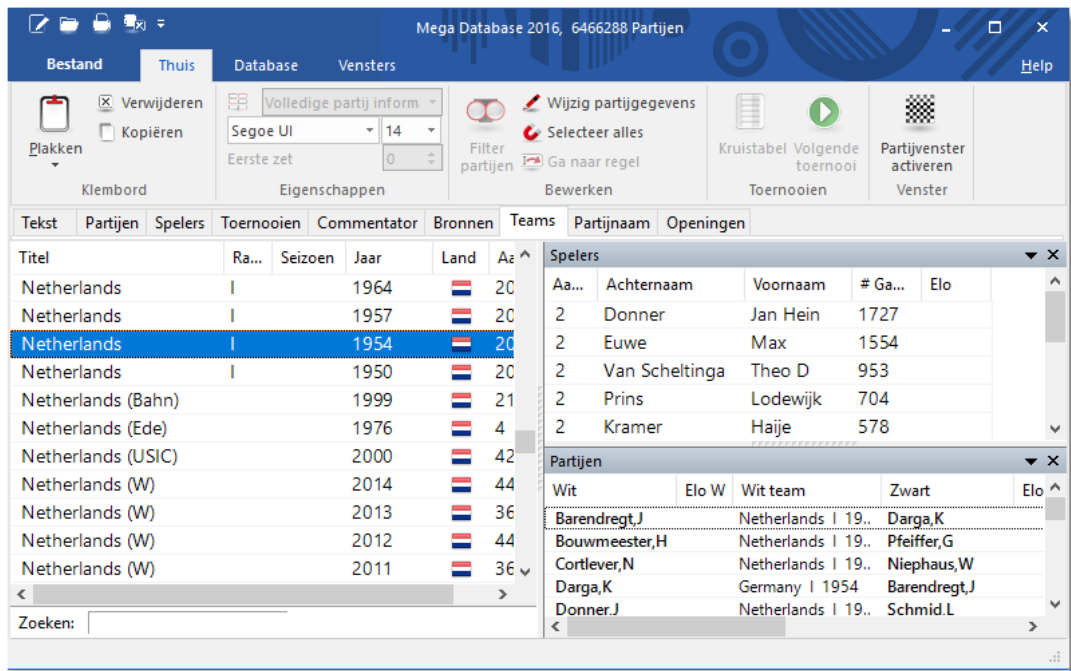 Mega Database 2016, 6466288 Partijen
Bestand Thuis Database Vensters Help
Plakken
Verwijderen
Kopiëren
Klembord
Volledige partij inform
Segoe UI 14
Eerste zet 0
Eigenschappen
Filter partijen
Wijzig partijgegevens
Selecteer alles
Ga naar regel
Bewerken
Kruistabel Volgende toernooi
Toernooien
Partijvenster activeren
Venster
Tekst Partijen Spelers Toernooien Commentator Bronnen Teams Partijnaam Openingen
Titel Ra... Seizoen Jaar Land Aa
Netherlands I 1964 20
Netherlands I 1957 20
Netherlands I 1954 20
Netherlands I 1950 20
Netherlands (Bahn) 1999 21
Netherlands (Ede) 1976 4
Netherlands (USIC) 2000 42
Netherlands (W) 2014 44
Netherlands (W) 2013 36
Netherlands (W) 2012 44
Netherlands (W) 2011 36
Zoeken:
Spelers
Aa... Achternaam Voornaam # Ga... Elo
2 Donner Jan Hein 1727
2 Euwe Max 1554
2 Van Scheltinga Theo D 953
2 Prins Lodewijk 704
2 Kramer Haije 578
Partijen
Wit Elo W Wit team Zwart Elo
Barendregt,J Netherlands I 19.. Darga,K
Bouwmeester,H Netherlands I 19.. Pfeiffer,G
Cortlever,N Netherlands I 19.. Niephaus,W
Darga,K Germany I 1954 Barendregt,J
Donner,J Netherlands I 19.. Schmid,L